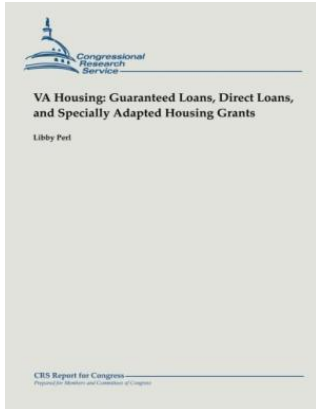 Congressional
Research
Service
VA Housing: Guaranteed Loans, Direct Loans,
and Specially Adapted Housing Grants
Libby Perl
CRS Report for Congress
Prepared for Members and Committees of Congress